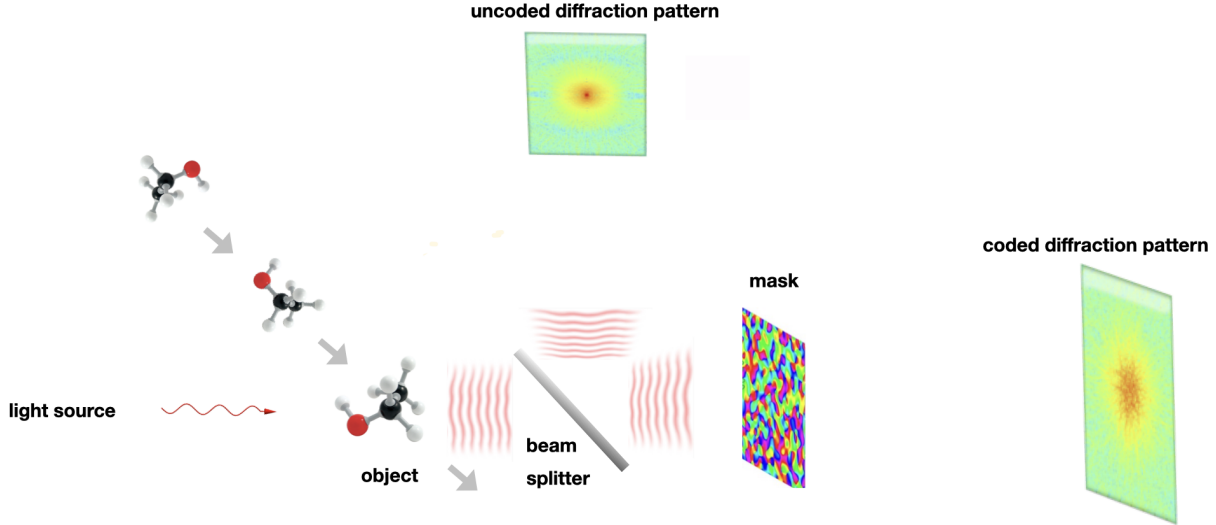 uncoded diffraction pattern
coded diffraction pattern
mask
light source
beam
splitter
object